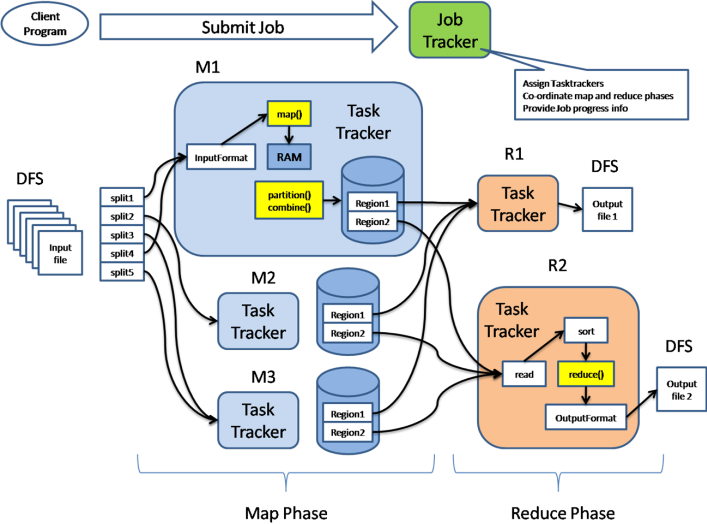 Client
Program
Submit Job
Job
Tracker
Assign Tasktrackers
Co-ordinate map and reduce phases
Provide Job progress info
M1
Task
Tracker
map()
InputFormat
RAM
partition()
combine()
Region1
Region2
DFS
Input
file
split1
split2
split3
split4
split5
M2
Task
Tracker
Region1
Region2
M3
Task
Tracker
Region1
Region2
R1
Task
Tracker
DFS
Output
file 1
R2
Task
Tracker
sort
read
reduce()
OutputFormat
DFS
Output
file 2
Map Phase
Reduce Phase